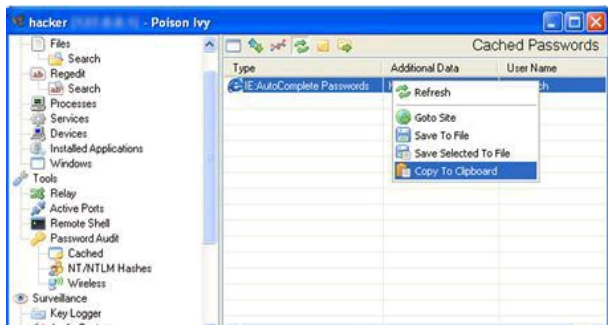 hacker - Poison Ivy
Files
Search
Regedit
Search
Processes
Services
Devices
Installed Applications
Windows
Tools
Relay
Active Ports
Remote Shell
Password Audit
Cached
NT/NTLM Hashes
Wireless
Surveillance
Key Logger
Cached Passwords
Type Additional Data User Name
IE:AutoComplete Passwords
Refresh
Goto Site
Save To File
Save Selected To File
Copy To Clipboard